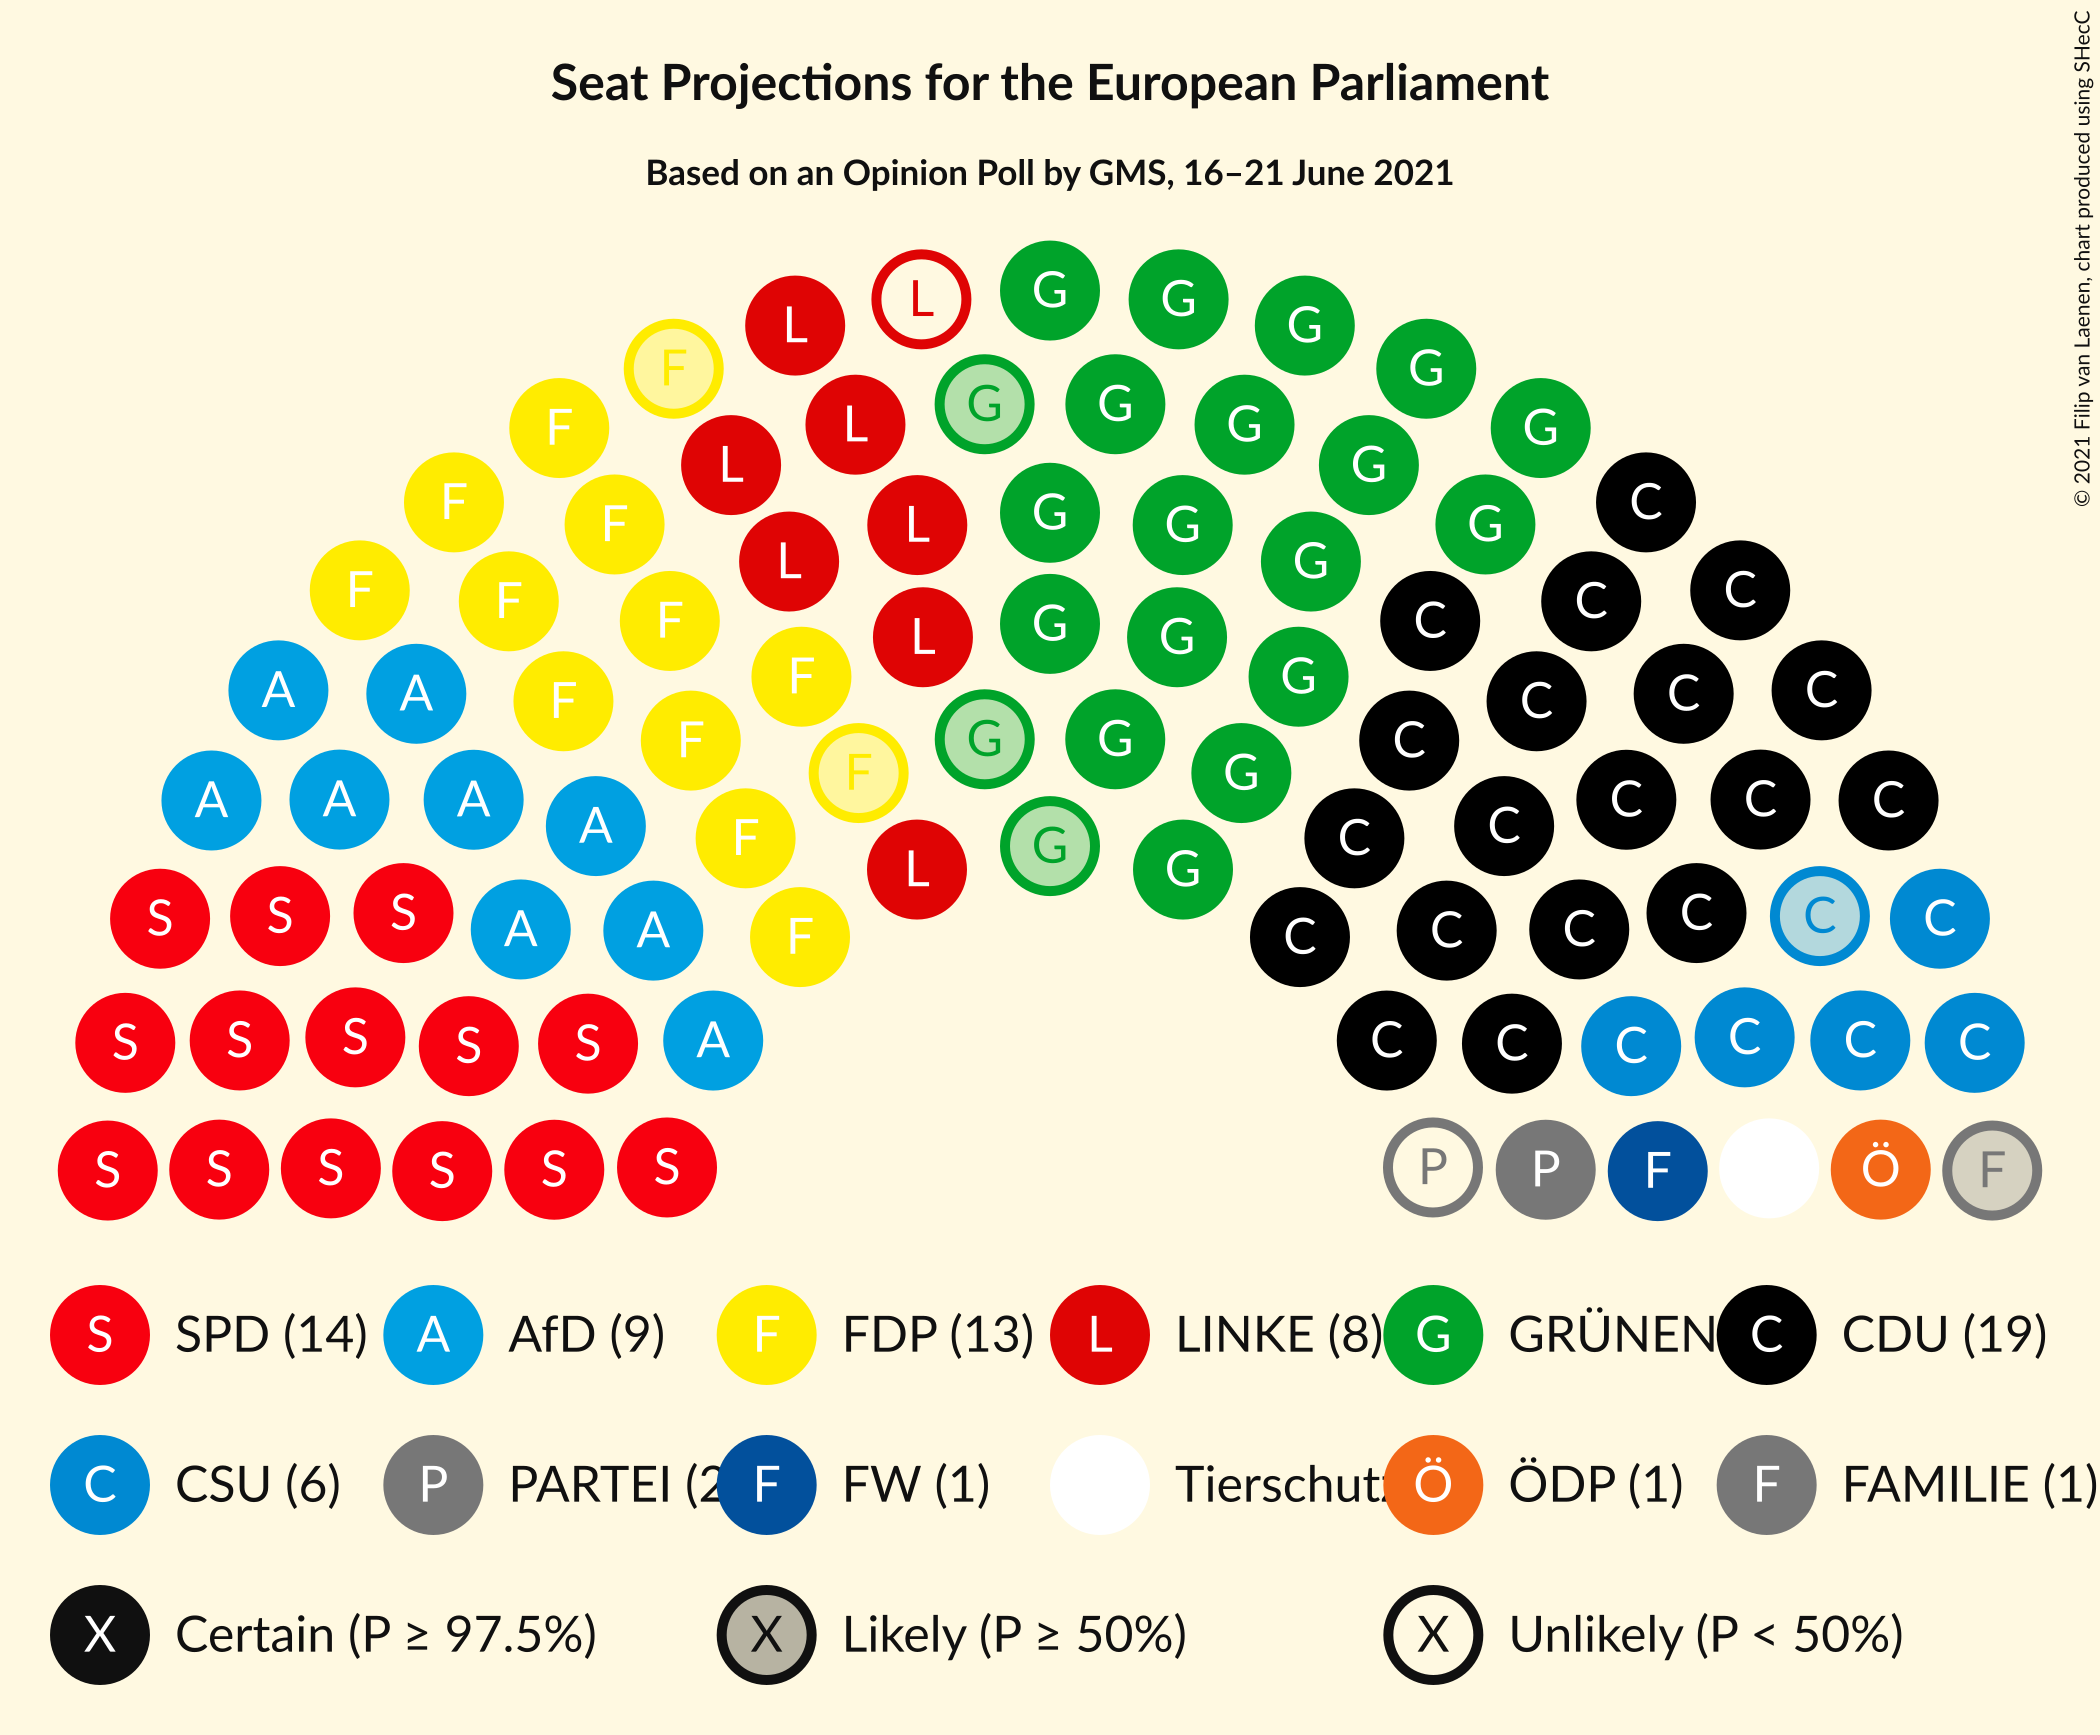 Seat Projections for the European Parliament
Based on an Opinion Poll by GMS, 16–21 June 2021
© 2021 Filip van Laenen, chart produced using SHecC
L G G G
F L G
F L G G G G
F F L L G G G C
F F L G G G C C
F F L G G G C C
A A F F F G G G C C C C
A A A A F F G G C C C C C
S S S A A F L G C C C C C C
S S S S S A C C C C C C
S S S S S S P P F Ö F
S SPD (14) A AfD (9) F FDP (13) L LINKE (8) G GRÜNEN C CDU (19)
C CSU (6) P PARTEI (2 F FW (1) Tierschutz Ö ÖDP (1) F FAMILIE (1)
X Certain (P ≥ 97.5%) X Likely (P ≥ 50%) X Unlikely (P < 50%)